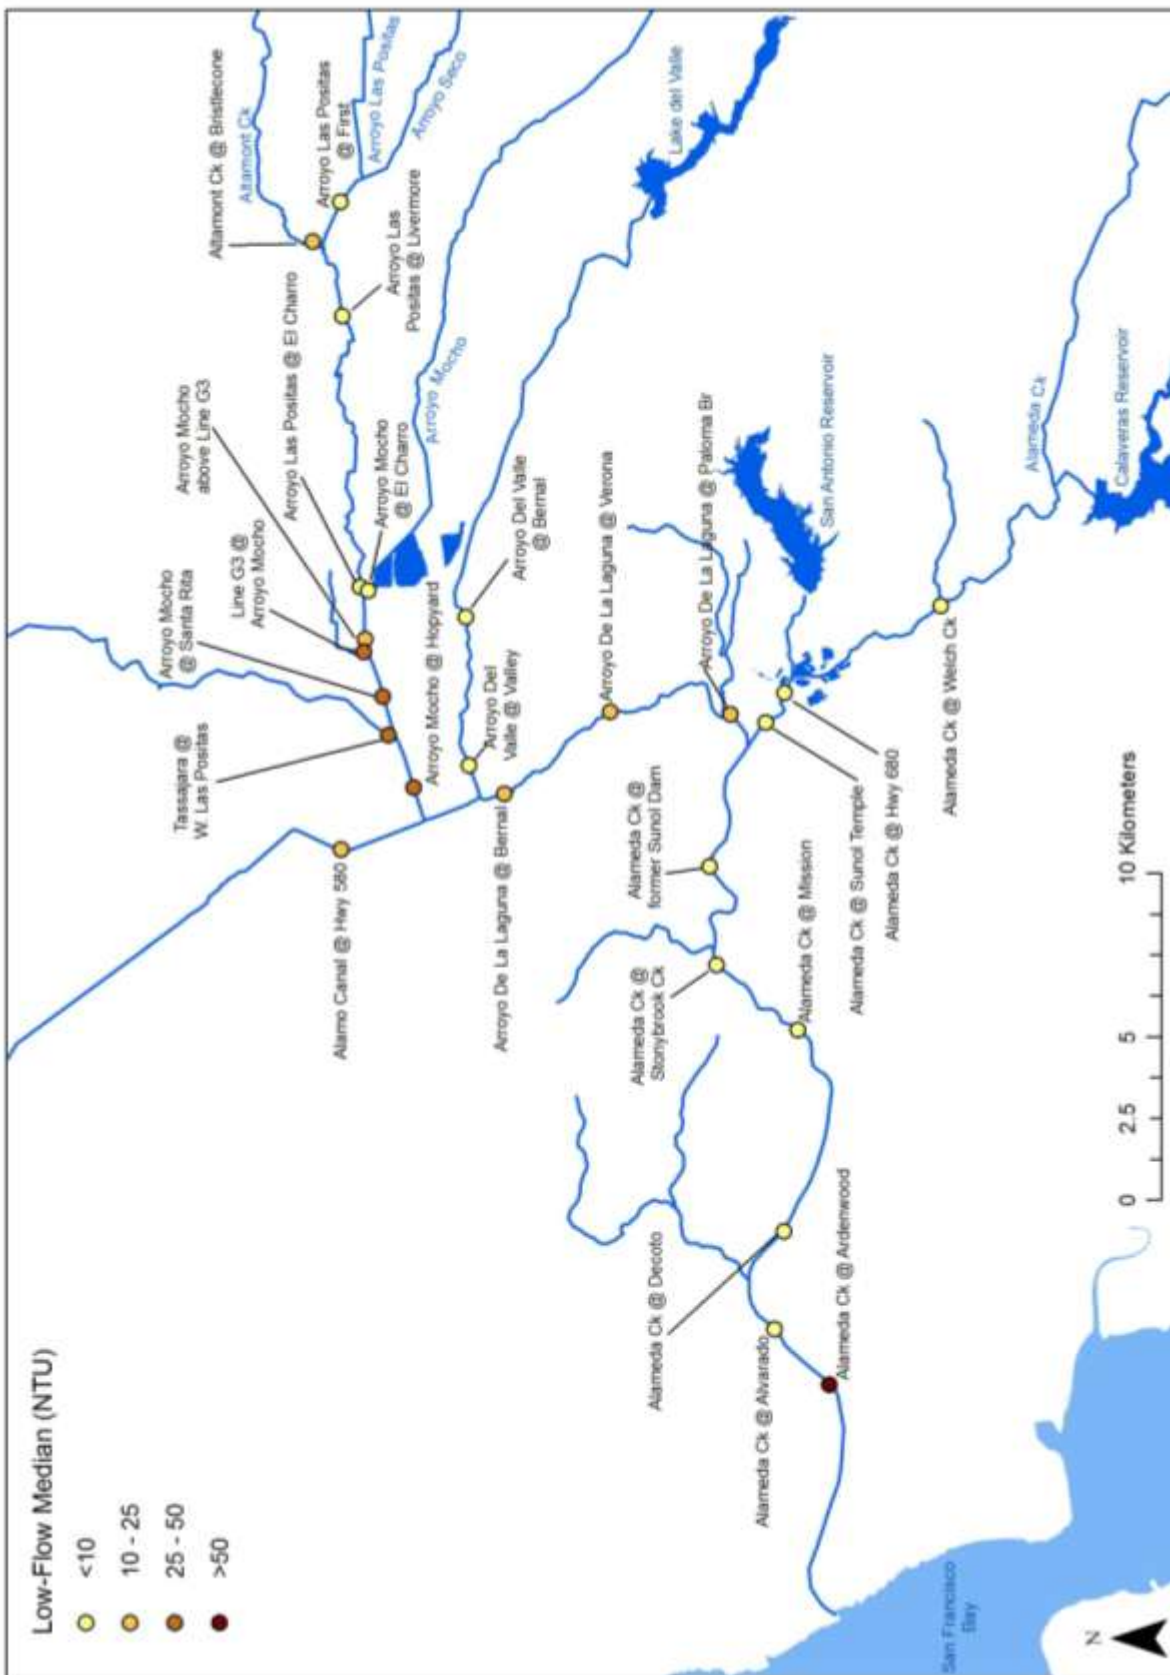 Low-Flow Median (NTU)
<10
10 - 25
25 - 50
>50
Altamont Ck @ Bristlecone
Altamont Ck
Arroyo Las Positas
@ First
Arroyo Las Positas
Arroyo Seco
Arroyo Las
Positas @ Livermore
Arroyo Las Positas @ El Charro
Arroyo Mocho
above Line G3
Line G3 @
Arroyo Mocho
Arroyo Mocho
@ Santa Rita
Tassajara @
W. Las Positas
Arroyo Mocho
@ El Charro
Arroyo Mocho
Arroyo Mocho @ Hopyard
Lake del Valle
Arroyo Del Valle
@ Bernal
Arroyo Del
Valle @ Valley
Alamo Canal @ Hwy 580
Arroyo De La Laguna @ Bernal
Arroyo De La Laguna @ Verona
Arroyo De La Laguna @ Paloma Br
San Antonio Reservoir
Alameda Ck
Calaveras Reservoir
Alameda Ck @
former Sunol Dam
Alameda Ck @
Stonybrook Ck
Alameda Ck @ Mission
Alameda Ck @ Sunol Temple
Alameda Ck @ Hwy 680
Alameda Ck @ Welch Ck
Alameda Ck @ Decoto
Alameda Ck @ Alvarado
Alameda Ck @ Ardenwood
San Francisco
Bay
N
0 2.5 5 10 Kilometers